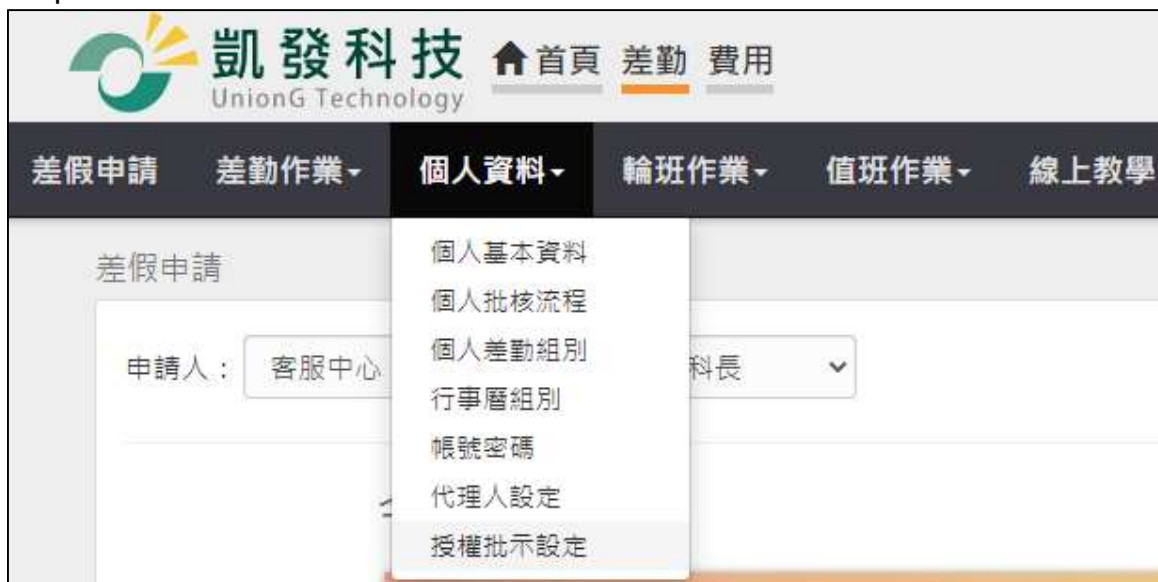 凱發科技 首頁 差勤 費用
UnionG Technology
差假申請 差勤作業 個人資料 輪班作業 值班作業 線上教學
差假申請
個人基本資料
個人批核流程
申請人: 客服中心 個人差勤組別 科長
行事曆組別
帳號密碼
代理人設定
授權批示設定